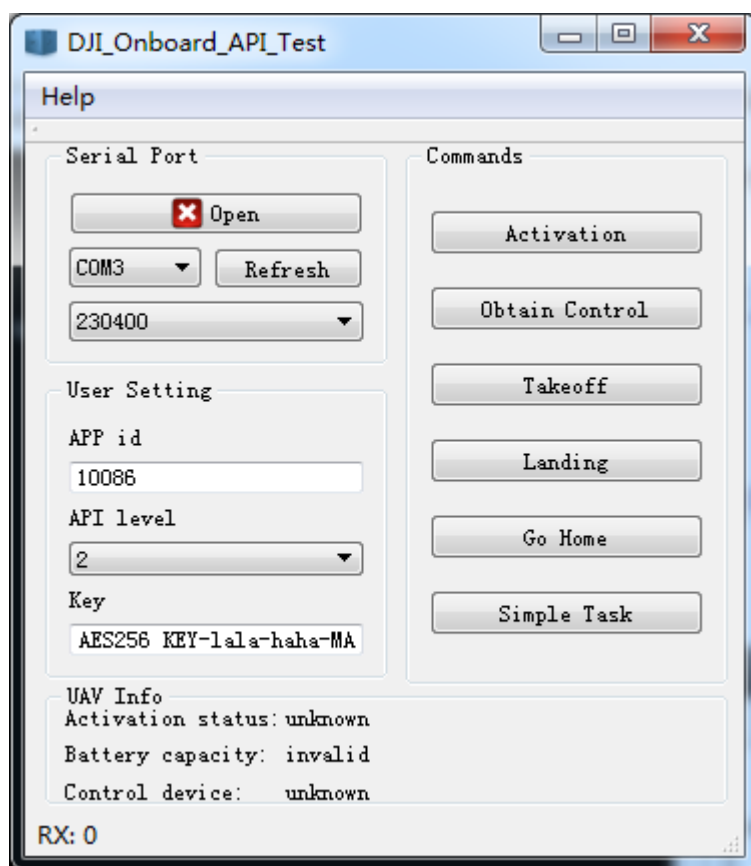 DJI_Onboard_API_Test
Help
Serial Port
Open
COM3
Refresh
230400
User Setting
APP id
10086
API level
2
Key
AES256 KEY-lala-haha-MA
Commands
Activation
Obtain Control
Takeoff
Landing
Go Home
Simple Task
UAV Info
Activation status: unknown
Battery capacity: invalid
Control device: unknown
RX: 0